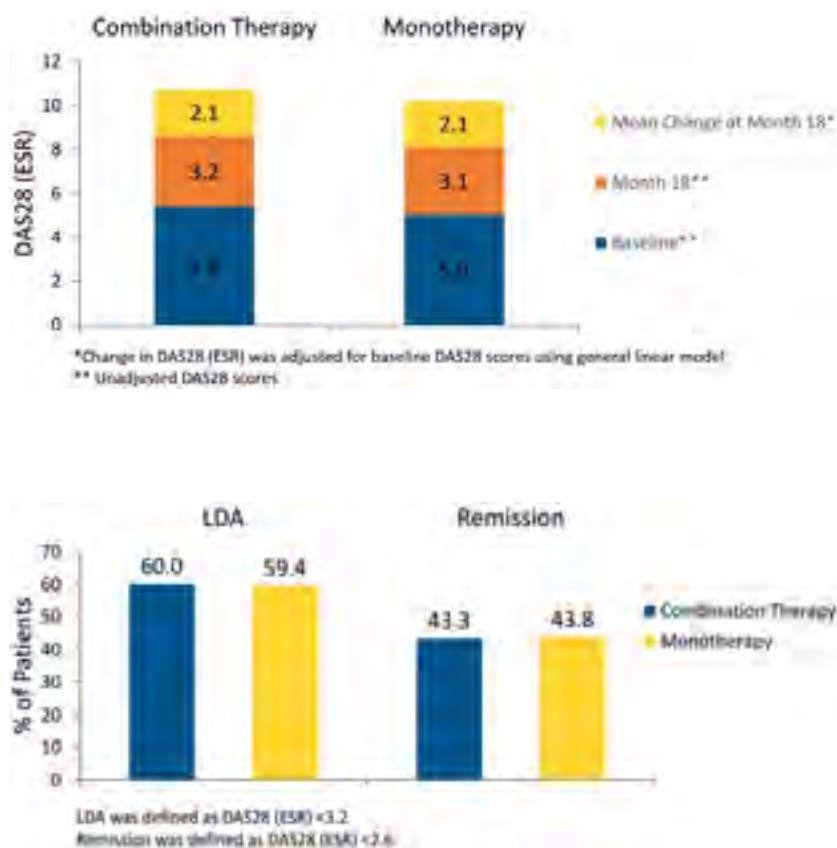 Combination Therapy Monotherapy
12
10
8
6
4
2
0
DAS28 (ESR)
2.1
3.2
2.1
3.1
5.0
Mean Change at Month 18*
Month 18**
Baseline**
*Change in DAS28 (ESR) was adjusted for baseline DAS28 scores using general linear model
** Unadjusted DAS28 scores
LDA Remission
70
60
50
40
30
20
10
0
% of Patients
60.0 59.4 43.3 43.8
Combination Therapy
Monotherapy
LDA was defined as DAS28 (ESR) <3.2
Remission was defined as DAS28 (ESR) <2.6